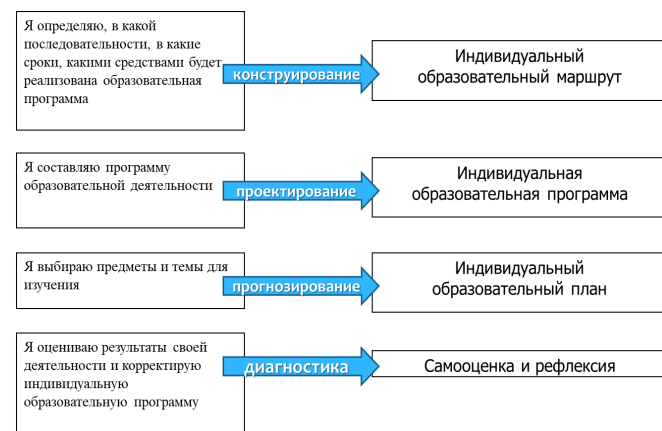 Я определяю, в какой
последовательности, в какие
сроки, какими средствами будет
реализована образовательная
программа
конструирование
Индивидуальный
образовательный маршрут
Я составляю программу
образовательной деятельности
проектирование
Индивидуальная
образовательная программа
Я выбираю предметы и темы для
изучения
прогнозирование
Индивидуальный
образовательный план
Я оцениваю результаты своей
деятельности и корректирую
индивидуальную
образовательную программу
диагностика
Самооценка и рефлексия